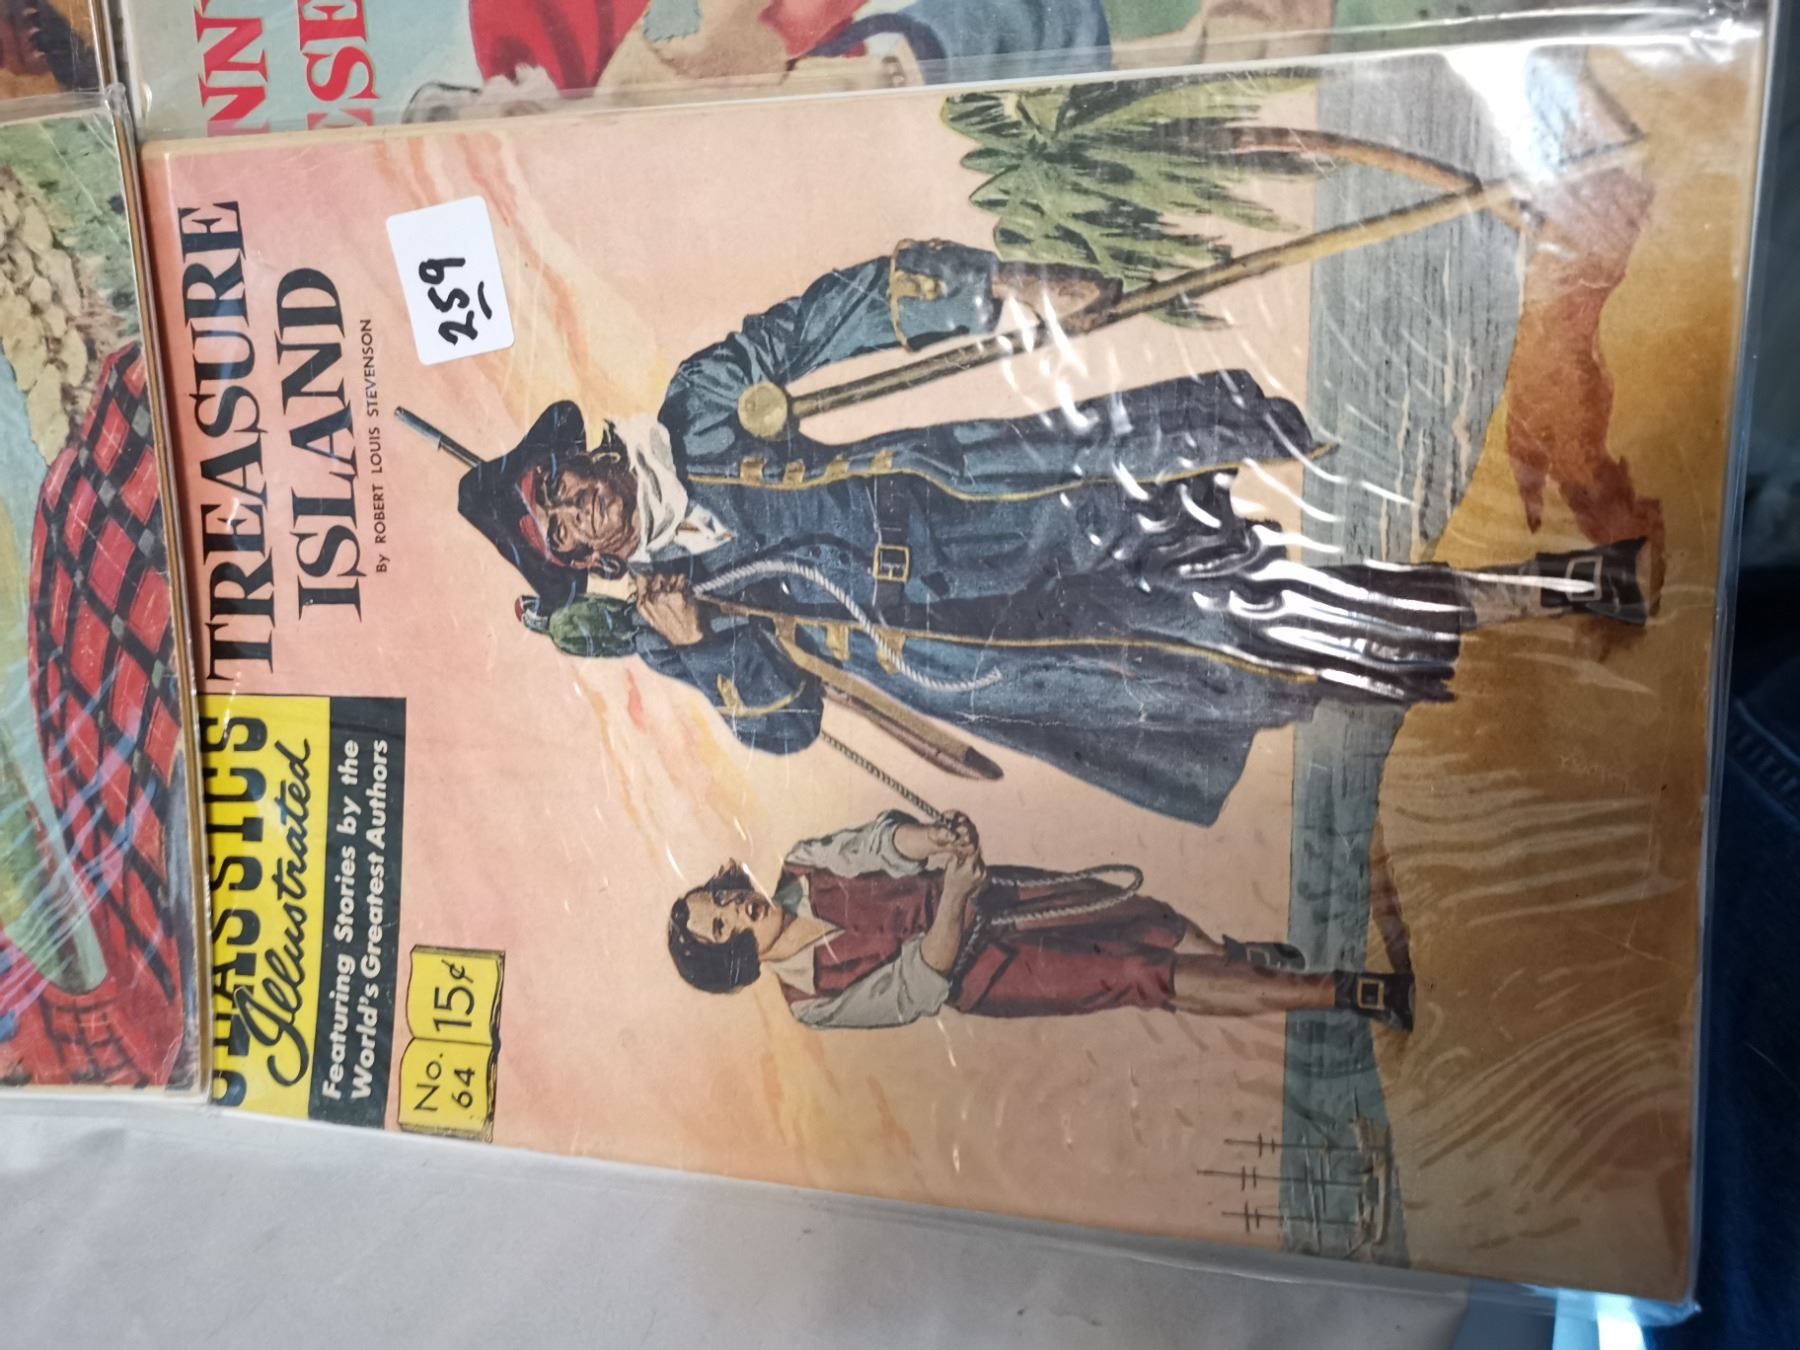 CLASSICS
Illustrated
Featuring Stories by the
World's Greatest Authors
No.
64
15¢
TREASURE
ISLAND
By ROBERT LOUIS STEVENSON
259